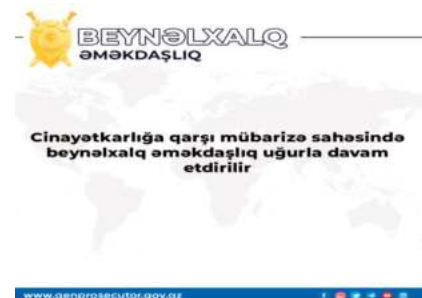 BEYNƏLXALQ
ƏMƏKDAŞLIQ
Cinayətkarlığa qarşı mübarizə sahəsində
beynəlxalq əməkdaşlıq uğurla davam
etdirilir
www.genprosecutor.gov.az